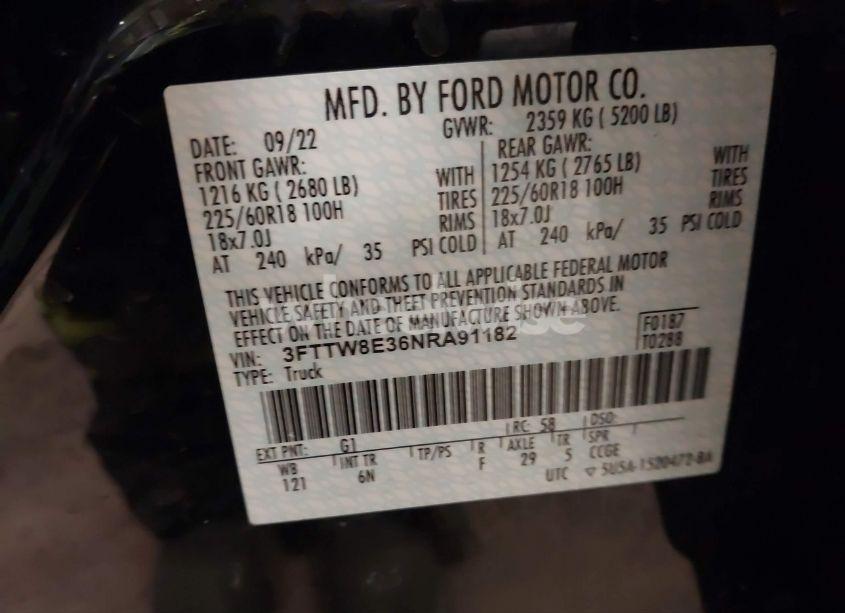 MFD. BY FORD MOTOR CO.
DATE: 09/22 GVWR: 2359 KG ( 5200 LB)
FRONT GAWR: REAR GAWR:
1216 KG ( 2680 LB) WITH 1254 KG ( 2765 LB) WITH
225/60R18 100H TIRES 225/60R18 100H TIRES
18x7.0J RIMS 18x7.0J RIMS
AT 240 kPa/ 35 PSI COLD AT 240 kPa/ 35 PSI COLD
THIS VEHICLE CONFORMS TO ALL APPLICABLE FEDERAL MOTOR
VEHICLE SAFETY AND THEFT PREVENTION STANDARDS IN
EFFECT ON THE DATE OF MANUFACTURE SHOWN ABOVE.
VIN: 3FTTW8E36NRA91182 F0187
TYPE: Truck T0288
EXT PNT: G1 RC: 58 DSO:
WB INT TR TP/PS R AXLE TR SPR
121 6N F 29 5 CCGE
UTC ▽ 5U5A-1520472-BA